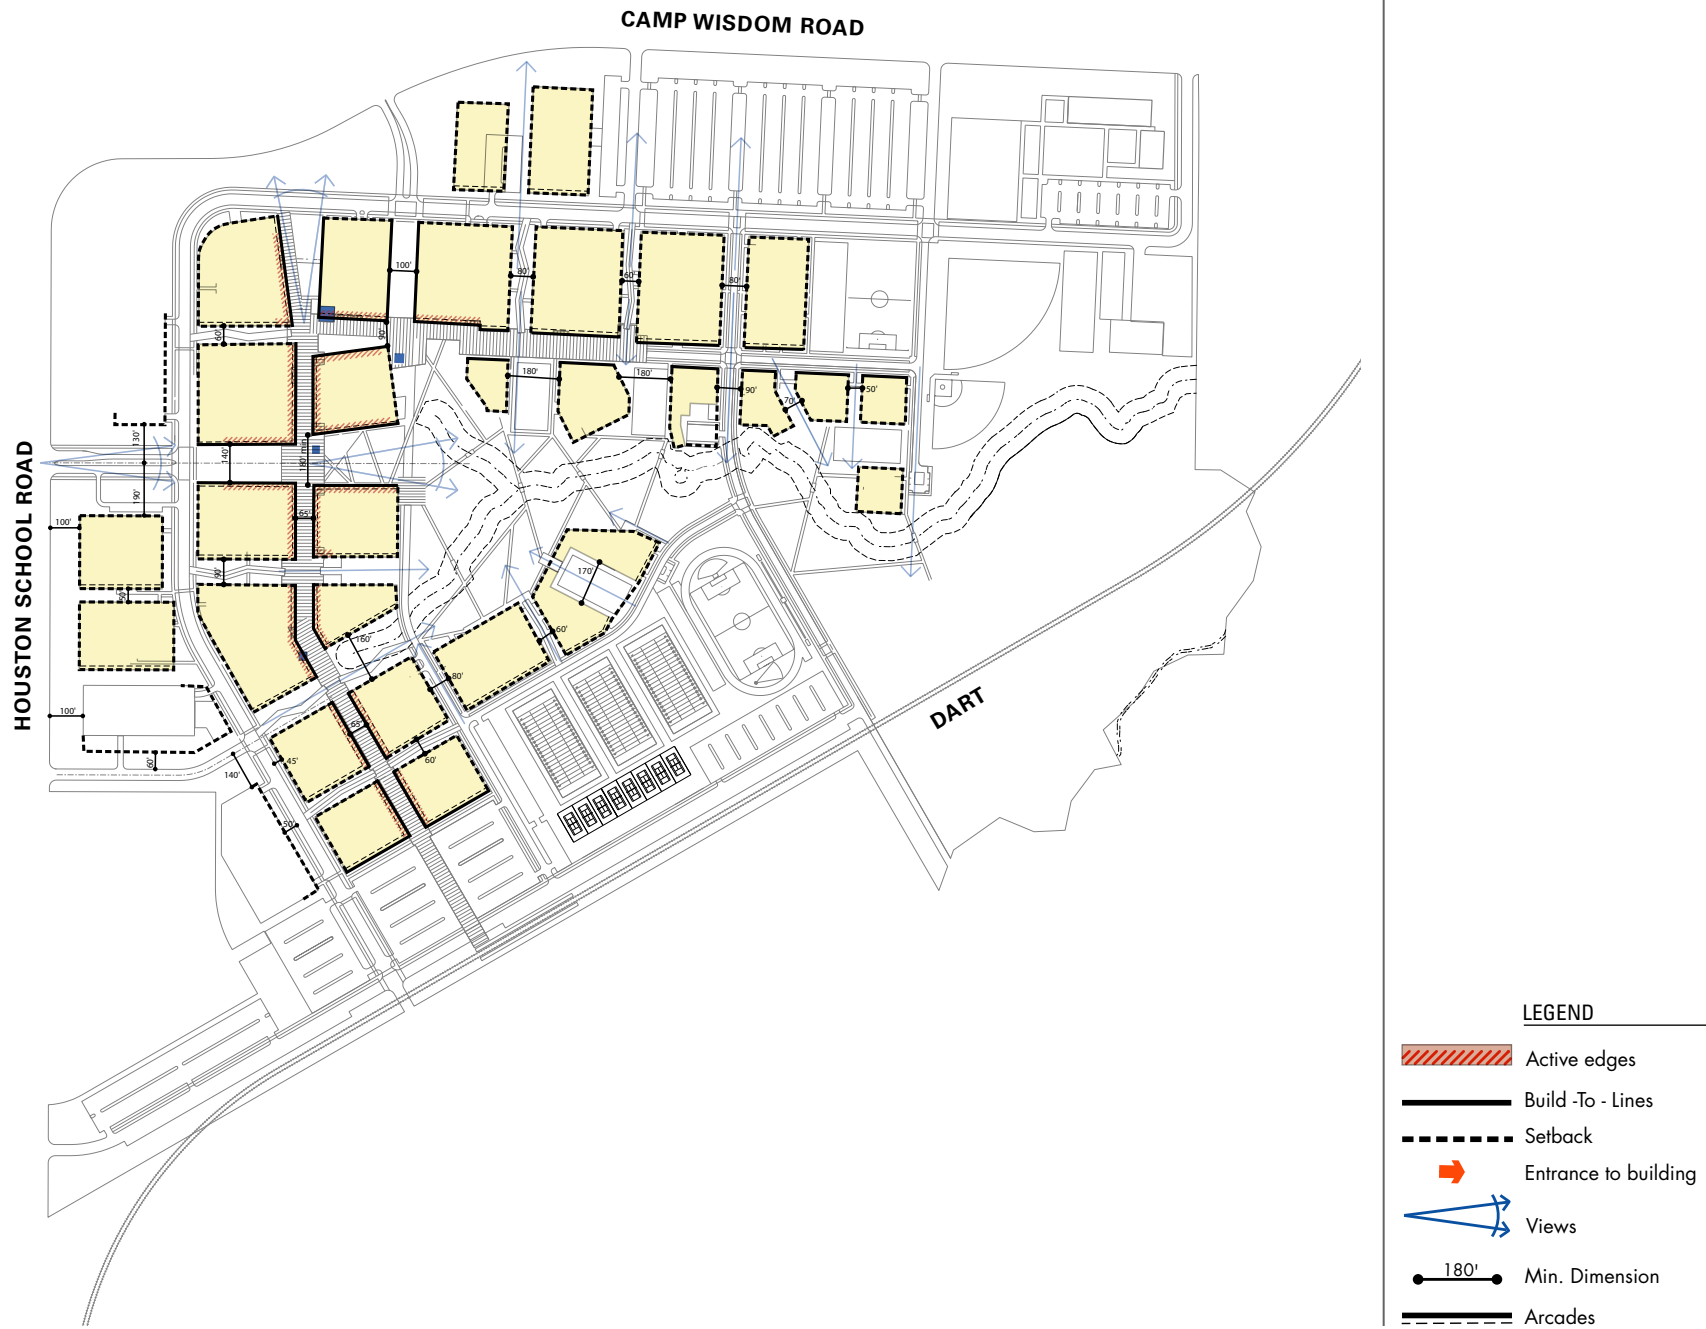 CAMP WISDOM ROAD
100'
80'
60'
80'
60'
90'
180'
180'
90'
70'
50'
130'
140'
180' min
190'
65'
100'
90'
50'
170'
60'
160'
80'
100'
65'
60'
45'
60'
140'
50'
HOUSTON SCHOOL ROAD
DART
LEGEND
Active edges
Build -To - Lines
Setback
Entrance to building
Views
180'
Min. Dimension
Arcades